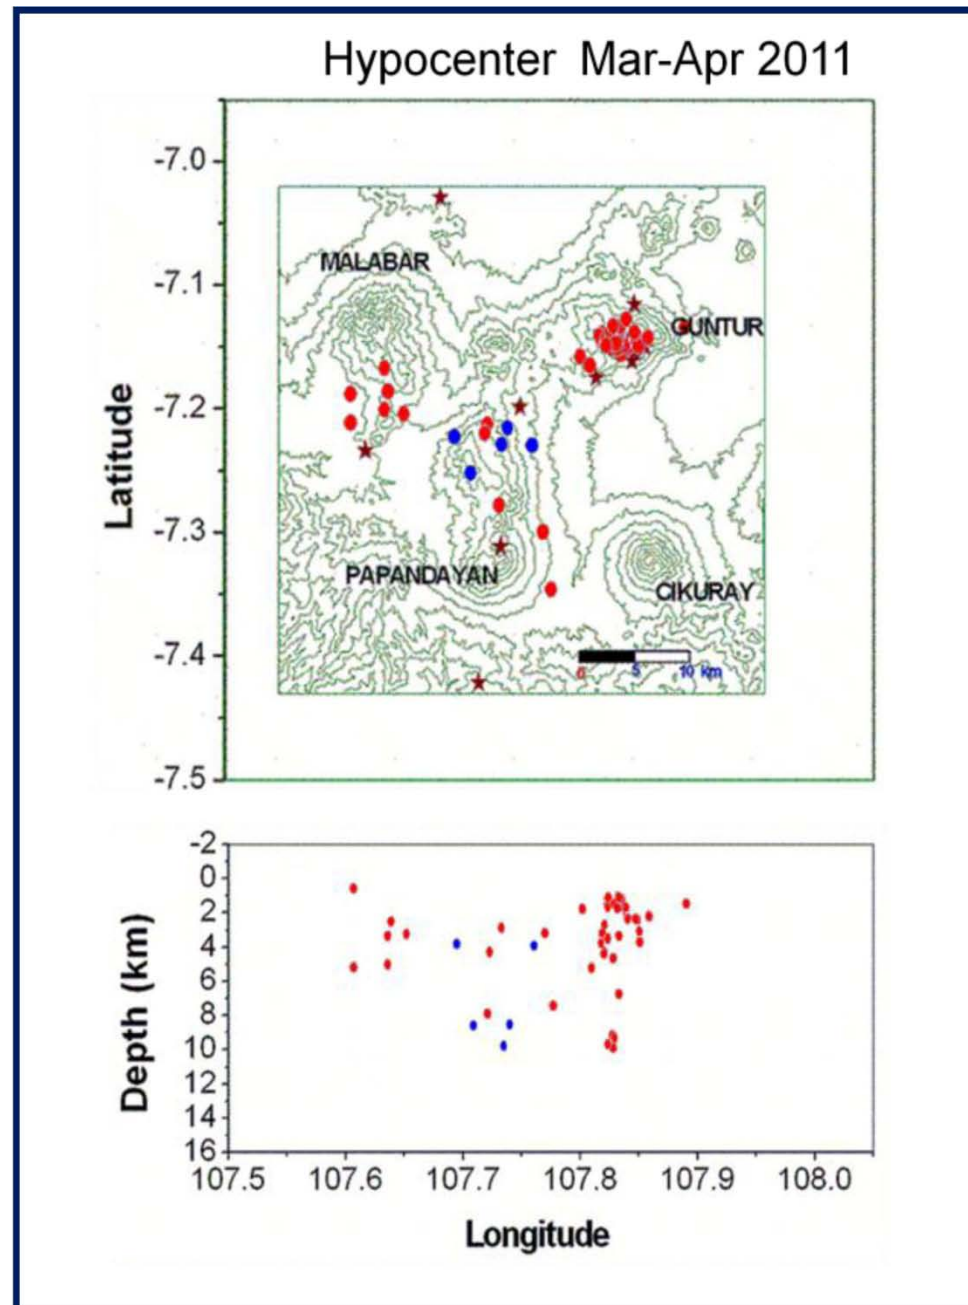 Hypocenter Mar-Apr 2011
Latitude
-7.0
-7.1
-7.2
-7.3
-7.4
-7.5
MALABAR
GUNTUR
PAPANDAYAN
CIKURAY
0 5 10 km
Depth (km)
-2
0
2
4
6
8
10
12
14
16
107.5 107.6 107.7 107.8 107.9 108.0
Longitude